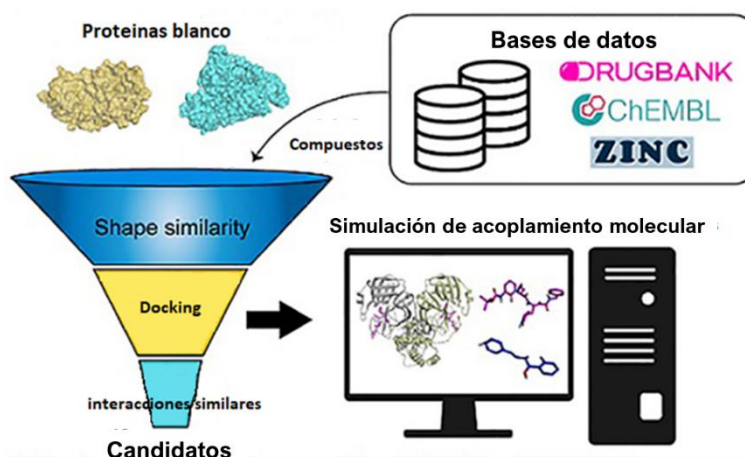 Proteinas blanco
Bases de datos
DRUGBANK
ChEMBL
ZINC
Compuestos
Shape similarity
Docking
interacciones similares
Candidatos
Simulación de acoplamiento molecular